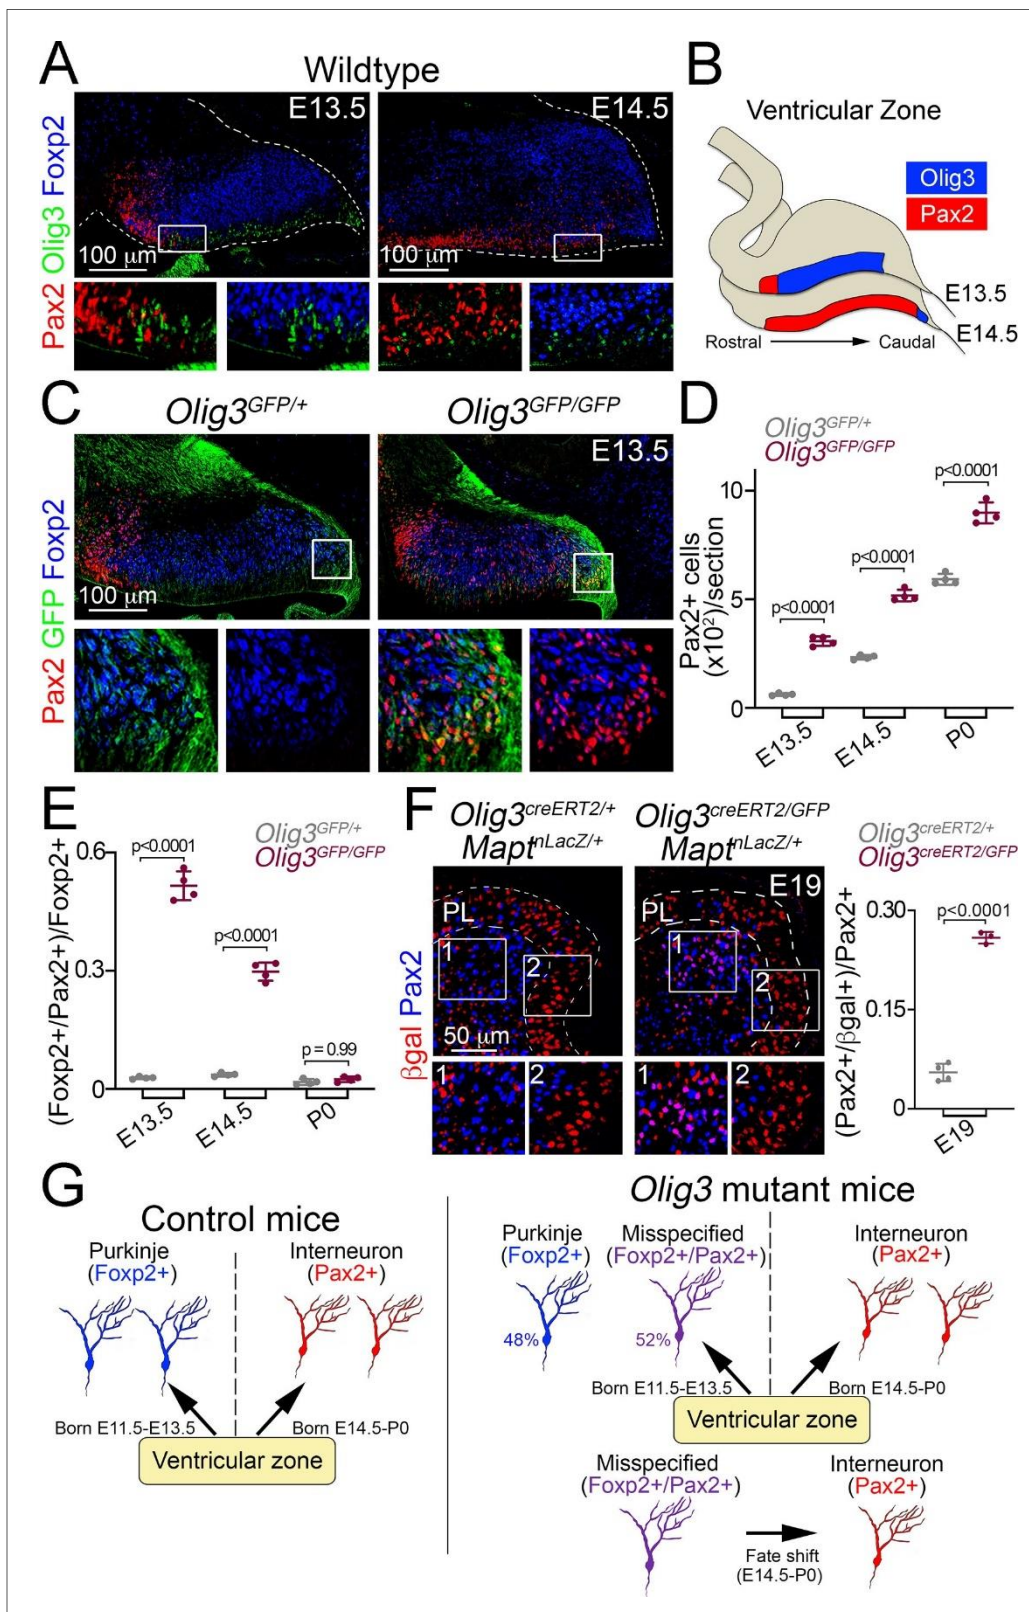 A
Wildtype
E13.5
E14.5
Pax2 Olig3 Foxp2
100 μm
100 μm
B
Ventricular Zone
Olig3
Pax2
E13.5
E14.5
Rostral
Caudal
C
Olig3GFP/+
Olig3GFP/GFP
E13.5
Pax2 GFP Foxp2
100 μm
D
Olig3GFP/+
Olig3GFP/GFP
Pax2+ cells
(x10²)/section
10
5
0
p<0.0001
p<0.0001
p<0.0001
E13.5
E14.5
P0
E
Olig3GFP/+
Olig3GFP/GFP
(Foxp2+/Pax2+)/Foxp2+
0.6
0.3
0
p<0.0001
p<0.0001
p = 0.99
E13.5
E14.5
P0
F
Olig3creERT2/+
MaptnLacZ/+
Olig3creERT2/GFP
MaptnLacZ/+
E19
βgal Pax2
PL
1
2
50 μm
PL
1
2
1
2
1
2
Olig3creERT2/+
Olig3creERT2/GFP
(Pax2+/βgal+)/Pax2+
0.30
0.15
0
p<0.0001
E19
G
Control mice
Purkinje
(Foxp2+)
Interneuron
(Pax2+)
Born E11.5-E13.5
Born E14.5-P0
Ventricular zone
Olig3 mutant mice
Purkinje
(Foxp2+)
Misspecified
(Foxp2+/Pax2+)
Interneuron
(Pax2+)
48%
52%
Born E11.5-E13.5
Born E14.5-P0
Ventricular zone
Misspecified
(Foxp2+/Pax2+)
Interneuron
(Pax2+)
Fate shift
(E14.5-P0)